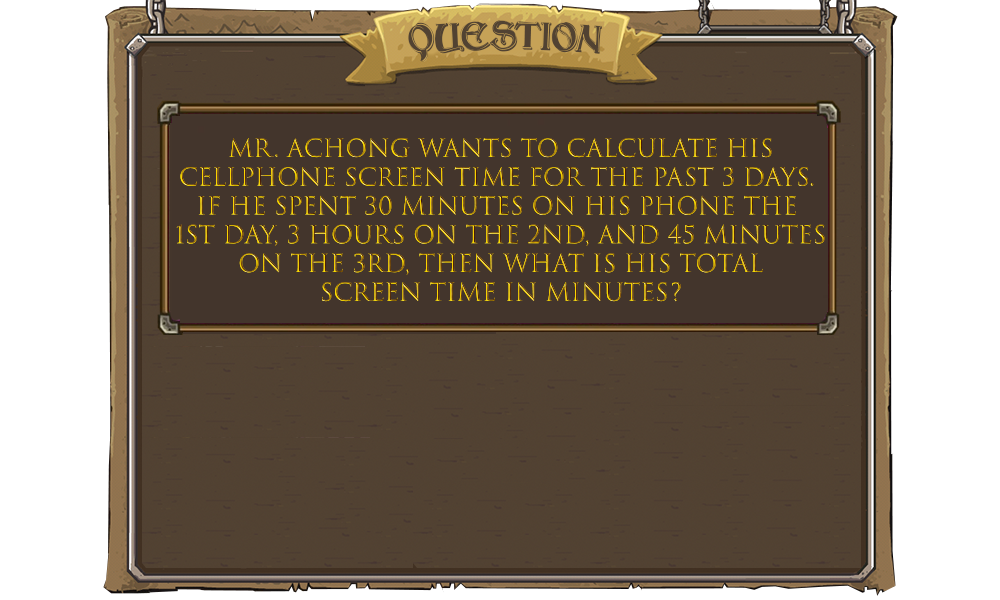 QUESTION
MR. ACHONG WANTS TO CALCULATE HIS
CELLPHONE SCREEN TIME FOR THE PAST 3 DAYS.
IF HE SPENT 30 MINUTES ON HIS PHONE THE
1ST DAY, 3 HOURS ON THE 2ND, AND 45 MINUTES
ON THE 3RD, THEN WHAT IS HIS TOTAL
SCREEN TIME IN MINUTES?